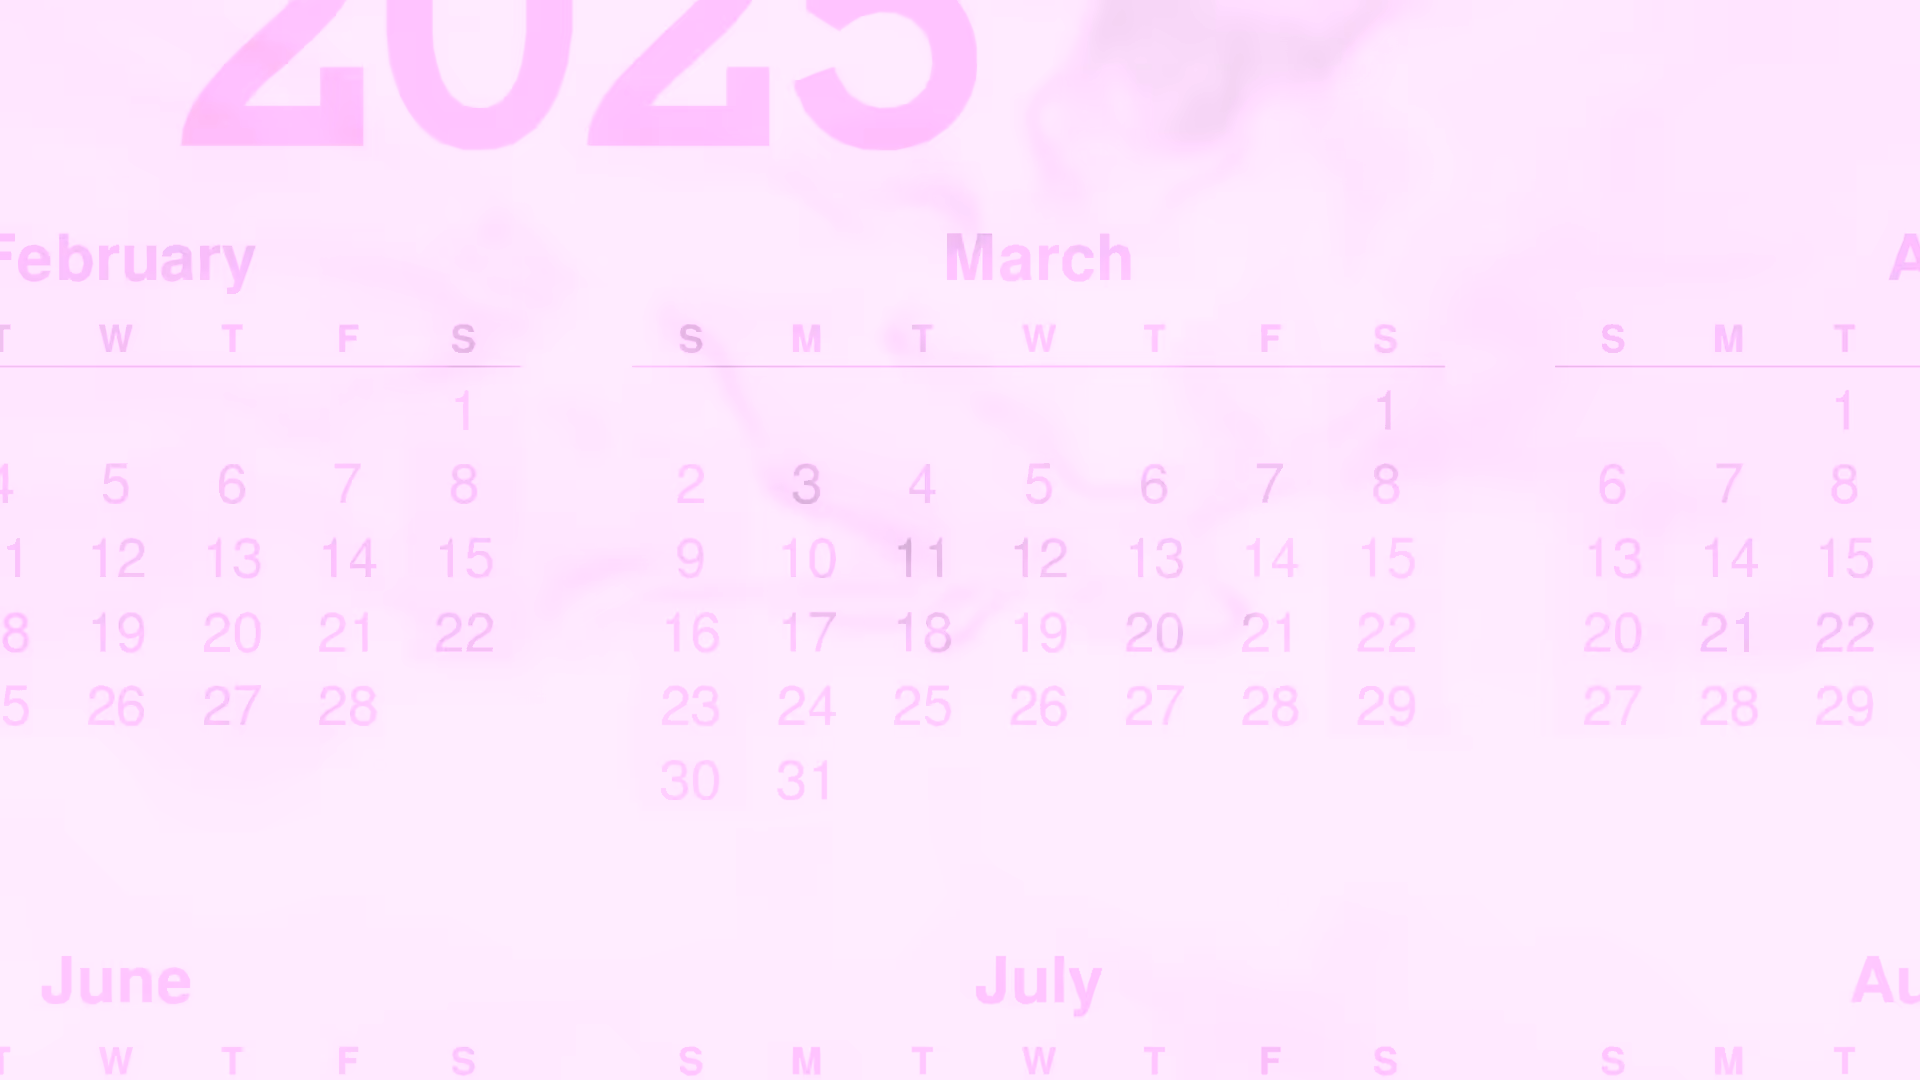 2025
February March
W T F S S M T W T F S S M T
1 1 1
5 6 7 8 2 3 4 5 6 7 8 6 7 8
12 13 14 15 9 10 11 12 13 14 15 13 14 15
19 20 21 22 16 17 18 19 20 21 22 20 21 22
26 27 28 23 24 25 26 27 28 29 27 28 29
30 31
June July
W T F S S M T W T F S S M T